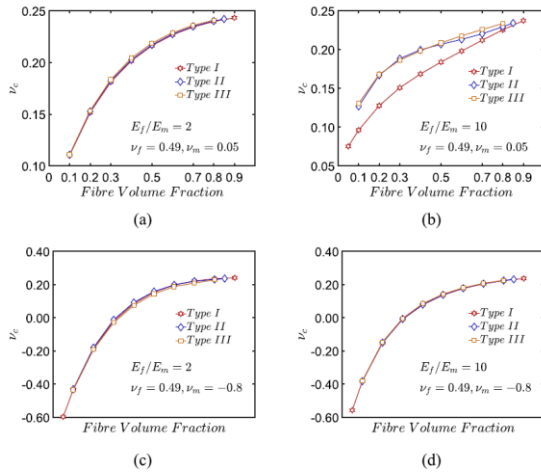 0.25
0.20
0.15
0.10
ν_c
Type I
Type II
Type III
E_f/E_m = 2
ν_f = 0.49, ν_m = 0.05
0 0.1 0.2 0.3 0.5 0.7 0.8 0.9
Fibre Volume Fraction
(a)
0.25
0.20
0.15
0.10
0.05
ν_c
Type I
Type II
Type III
E_f/E_m = 10
ν_f = 0.49, ν_m = 0.05
0 0.1 0.2 0.3 0.5 0.7 0.8 0.9
Fibre Volume Fraction
(b)
0.40
0.20
0.00
-0.20
-0.40
-0.60
ν_c
Type I
Type II
Type III
E_f/E_m = 2
ν_f = 0.49, ν_m = −0.8
Fibre Volume Fraction
(c)
0.40
0.20
0.00
-0.20
-0.40
-0.60
ν_c
Type I
Type II
Type III
E_f/E_m = 10
ν_f = 0.49, ν_m = −0.8
Fibre Volume Fraction
(d)